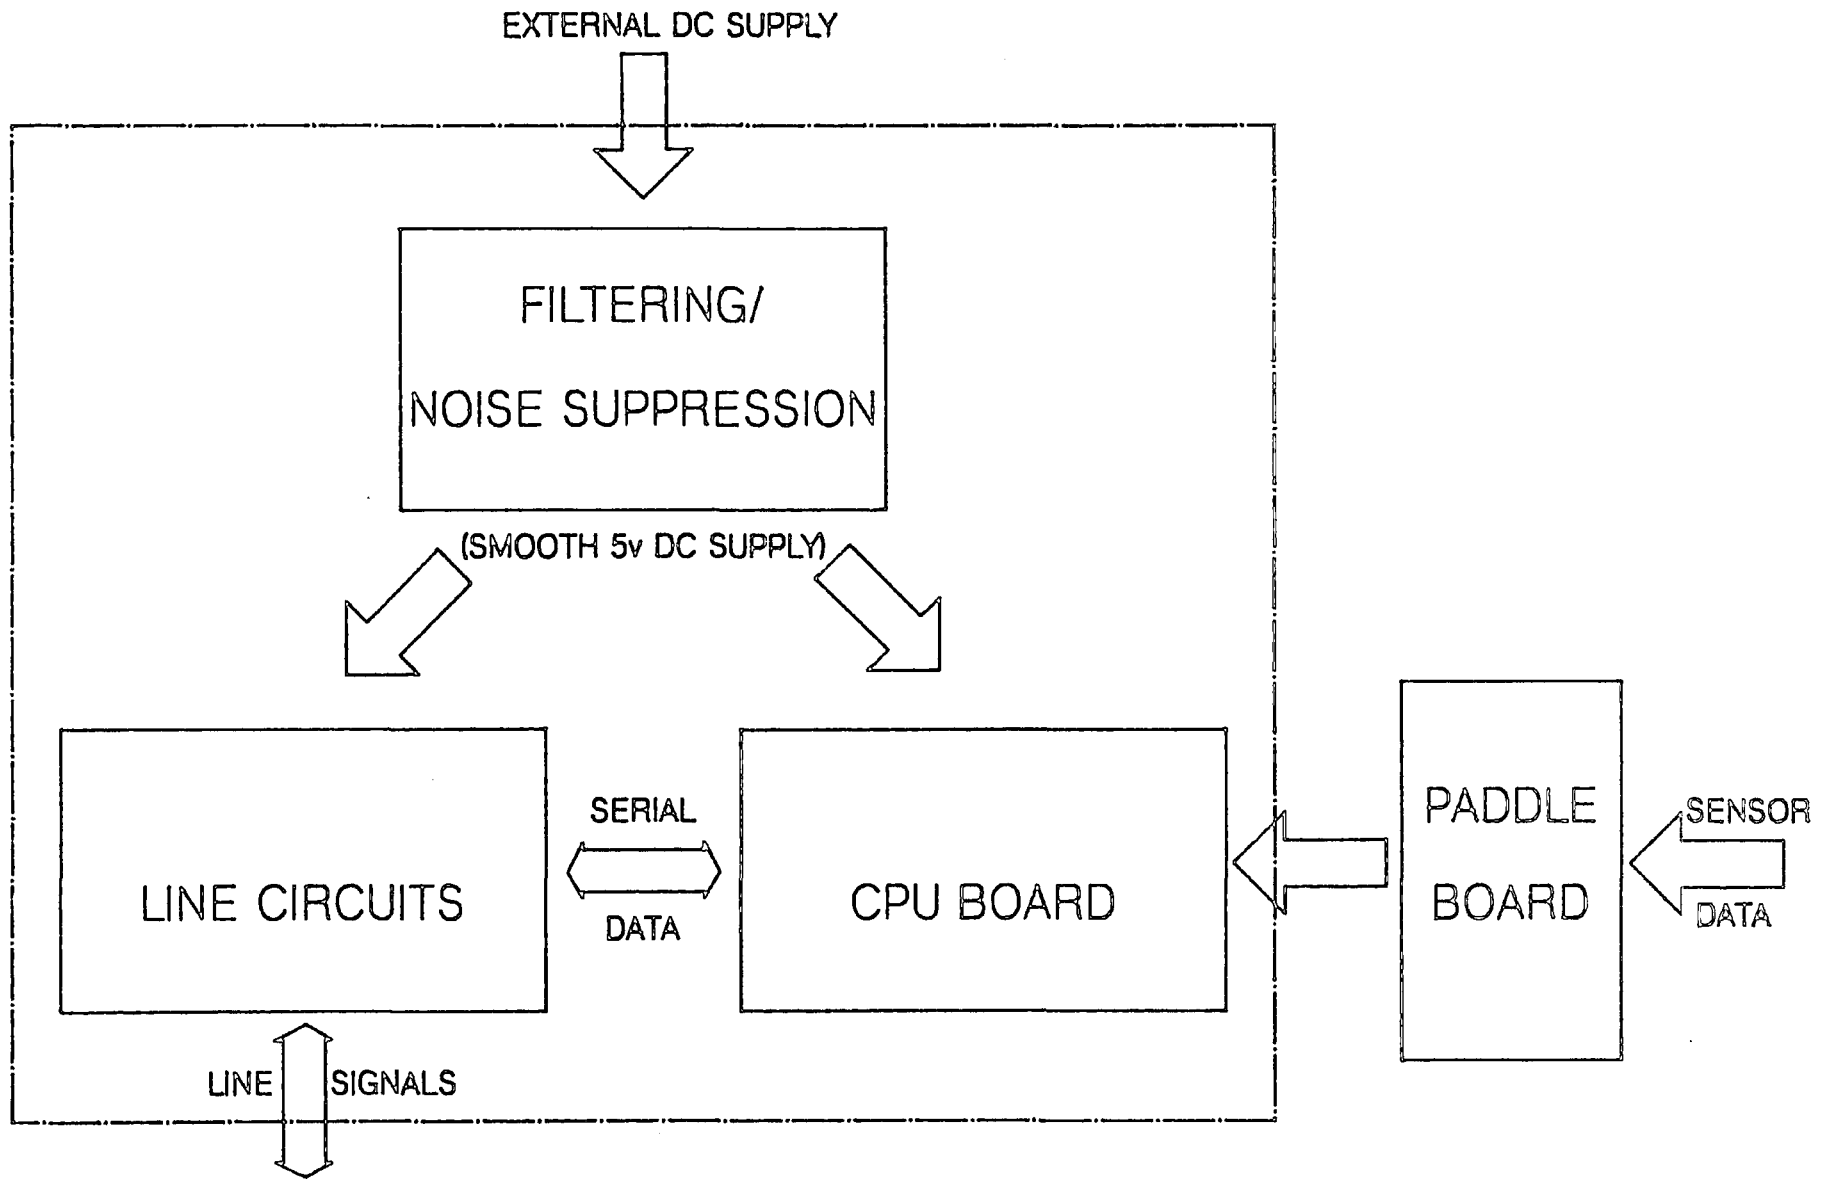 EXTERNAL DC SUPPLY
FILTERING/
NOISE SUPPRESSION
(SMOOTH 5v DC SUPPLY)
SERIAL
DATA
LINE CIRCUITS
CPU BOARD
PADDLE
BOARD
SENSOR
DATA
LINE SIGNALS